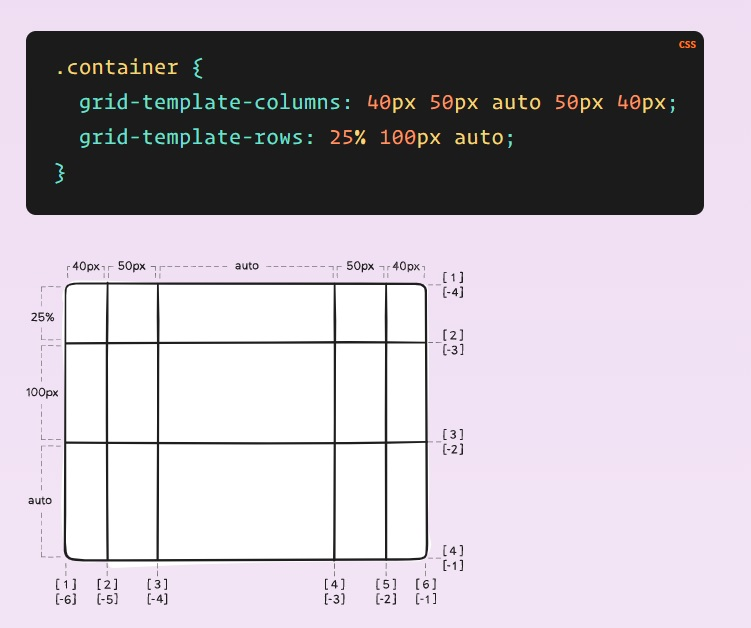 CSS
.container {
grid-template-columns: 40px 50px auto 50px 40px;
grid-template-rows: 25% 100px auto;
}
40px 50px auto 50px 40px
[1]
[-4]
25%
[2]
[-3]
100px
[3]
[-2]
auto
[4]
[-1]
[1] [2] [3] [4] [5] [6]
[-6] [-5] [-4] [-3] [-2] [-1]